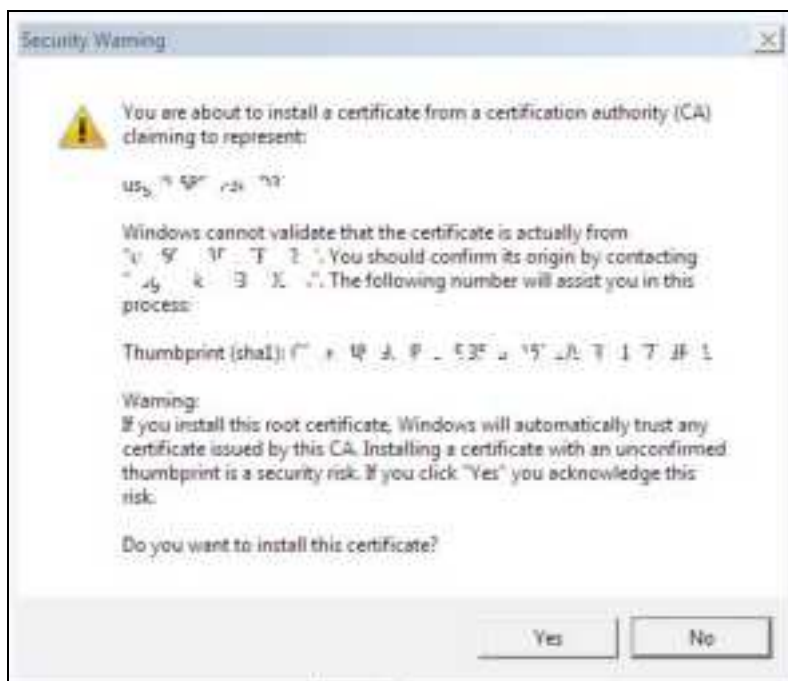 Security Warning
You are about to install a certificate from a certification authority (CA)
claiming to represent:
Windows cannot validate that the certificate is actually from
You should confirm its origin by contacting
The following number will assist you in this
process:
Thumbprint (sha1):
Warning:
If you install this root certificate, Windows will automatically trust any
certificate issued by this CA. Installing a certificate with an unconfirmed
thumbprint is a security risk. If you click "Yes" you acknowledge this
risk.
Do you want to install this certificate?
Yes
No